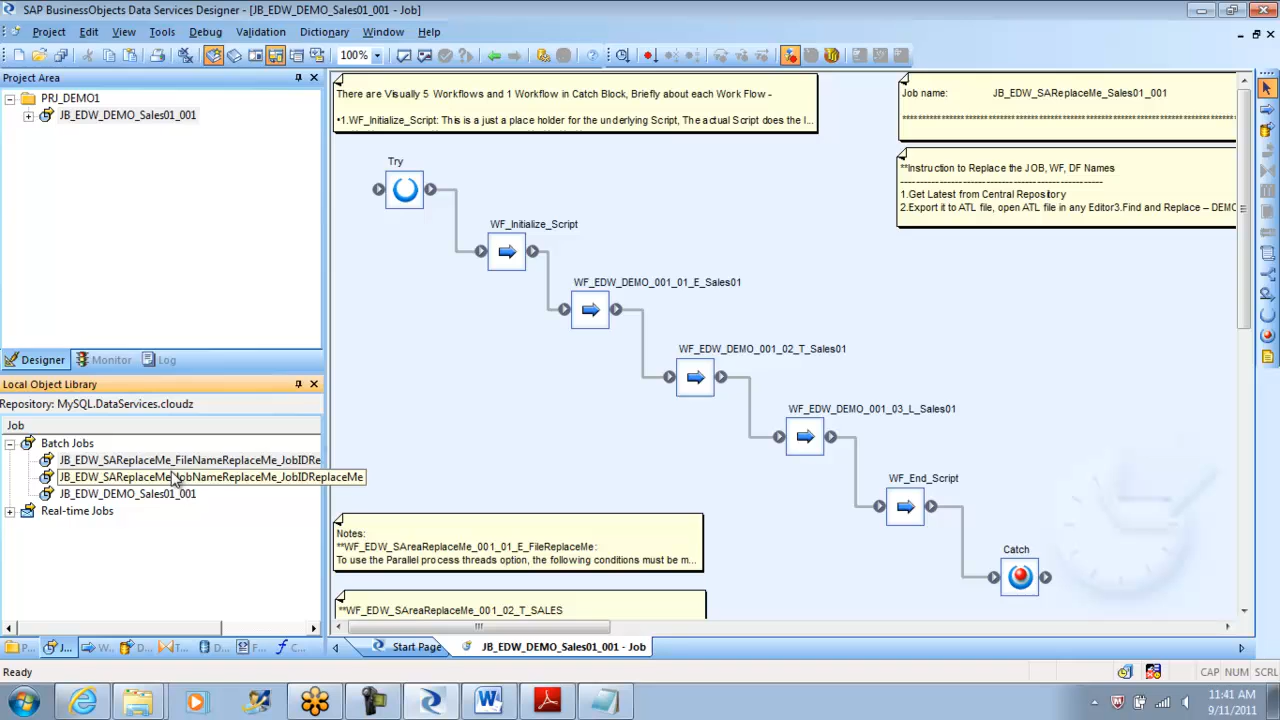 SAP BusinessObjects Data Services Designer - [JB_EDW_DEMO_Sales01_001 - Job]
Project Edit View Tools Debug Validation Dictionary Window Help
100%
Project Area
PRJ_DEMO1
JB_EDW_DEMO_Sales01_001
Designer Monitor Log
Local Object Library
Repository: MySQL.DataServices.cloudz
Job
Batch Jobs
JB_EDW_SAReplaceMe_FileNameReplaceMe_JobIDRe
JB_EDW_SAReplaceMe_JobNameReplaceMe_JobIDReplaceMe
JB_EDW_DEMO_Sales01_001
Real-time Jobs
P... J... W... D... T... D... F... C...
There are Visually 5 Workflows and 1 Workflow in Catch Block, Briefly about each Work Flow -
•1.WF_Initialize_Script: This is a just a place holder for the underlying Script, The actual Script does the l...
Job name: JB_EDW_SAReplaceMe_Sales01_001
**Instruction to Replace the JOB, WF, DF Names
1.Get Latest from Central Repository
2.Export it to ATL file, open ATL file in any Editor3.Find and Replace – DEMO
Try
WF_Initialize_Script
WF_EDW_DEMO_001_01_E_Sales01
WF_EDW_DEMO_001_02_T_Sales01
WF_EDW_DEMO_001_03_L_Sales01
WF_End_Script
Catch
Notes:
**WF_EDW_SAreaReplaceMe_001_01_E_FileReplaceMe:
To use the Parallel process threads option, the following conditions must be m...
**WF_EDW_SAreaReplaceMe_001_02_T_SALES
Start Page JB_EDW_DEMO_Sales01_001 - Job
Ready
CAP NUM SCRL
11:41 AM
9/11/2011